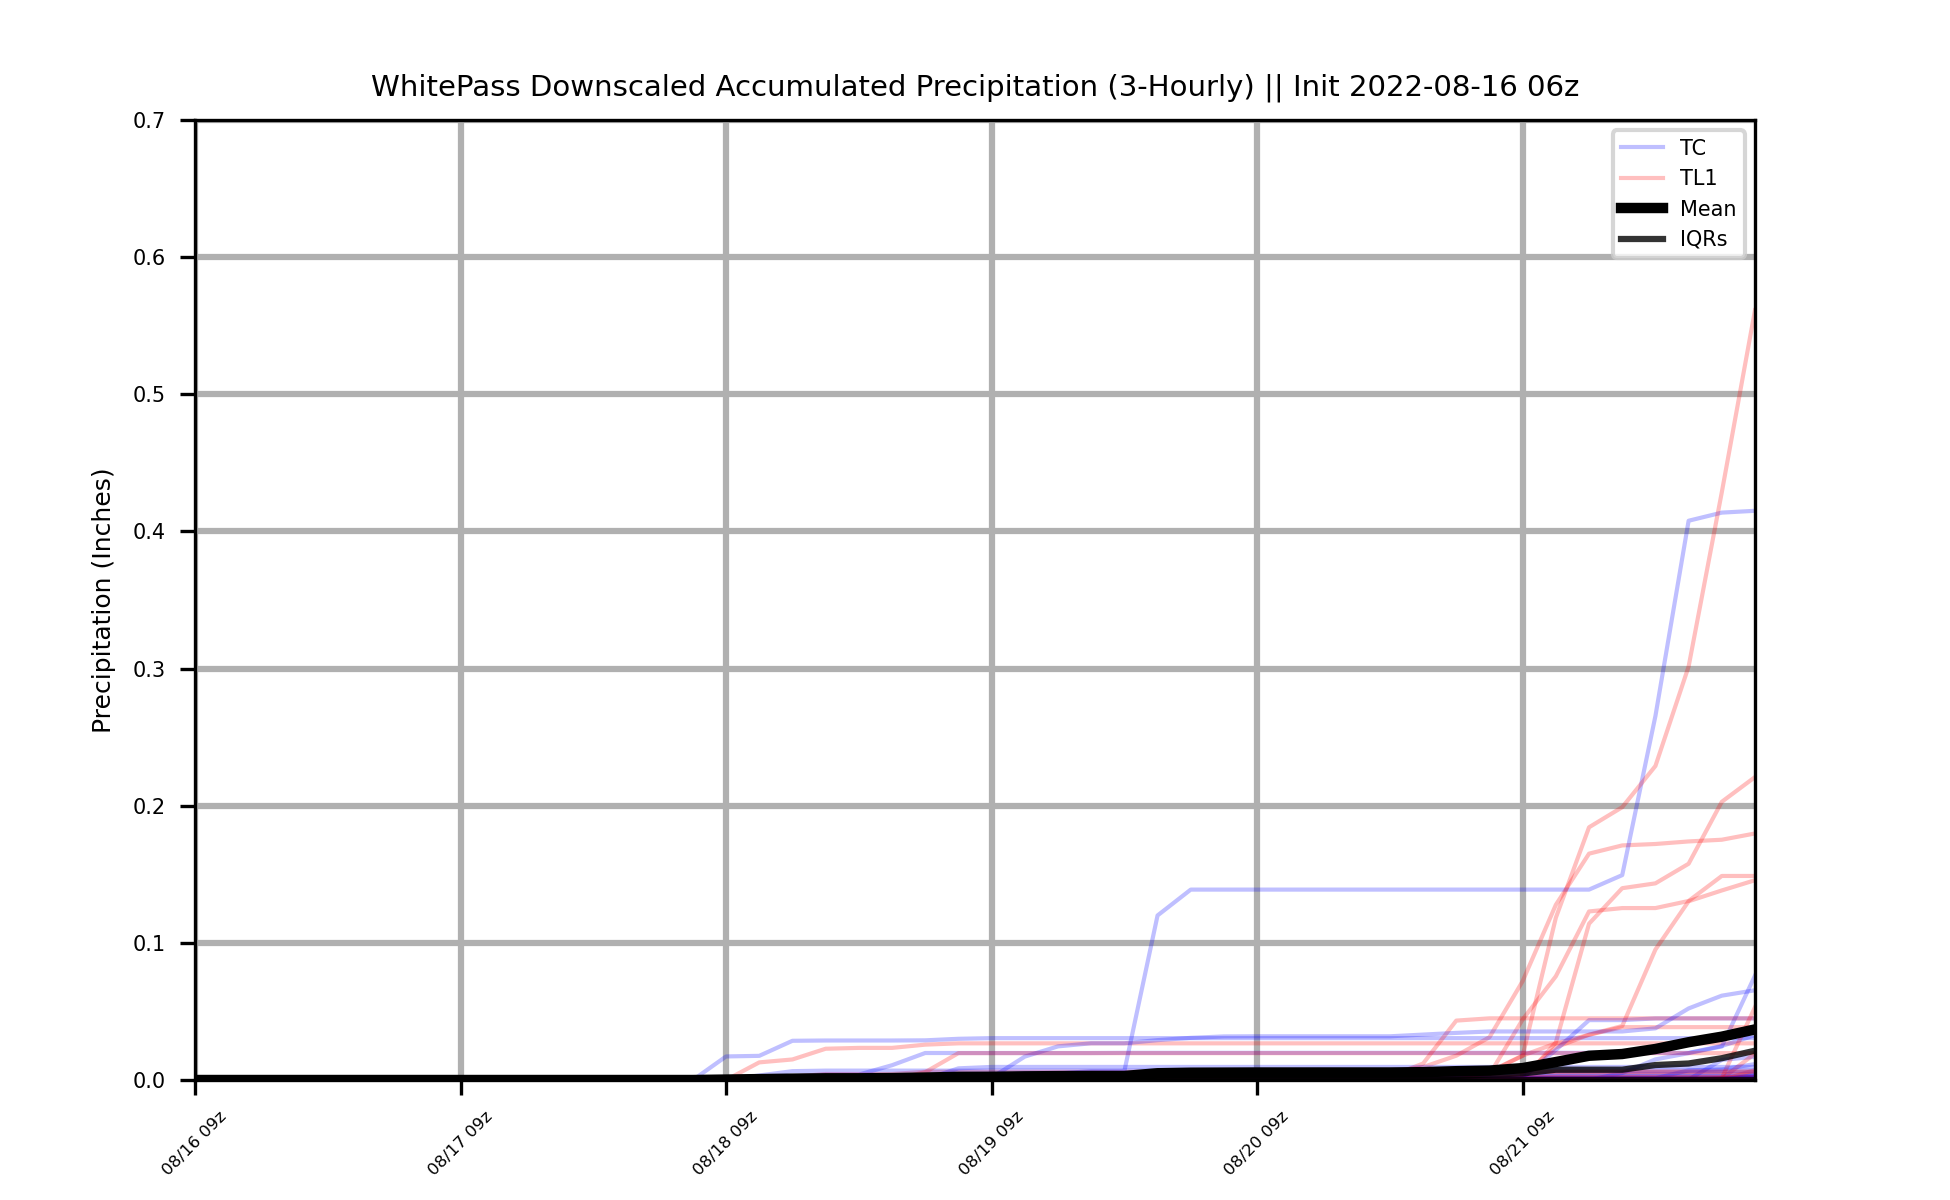 WhitePass Downscaled Accumulated Precipitation (3-Hourly) || Init 2022-08-16 06z
TC
TL1
Mean
IQRs
Precipitation (Inches)
0.7
0.6
0.5
0.4
0.3
0.2
0.1
0.0
08/16 09z
08/17 09z
08/18 09z
08/19 09z
08/20 09z
08/21 09z